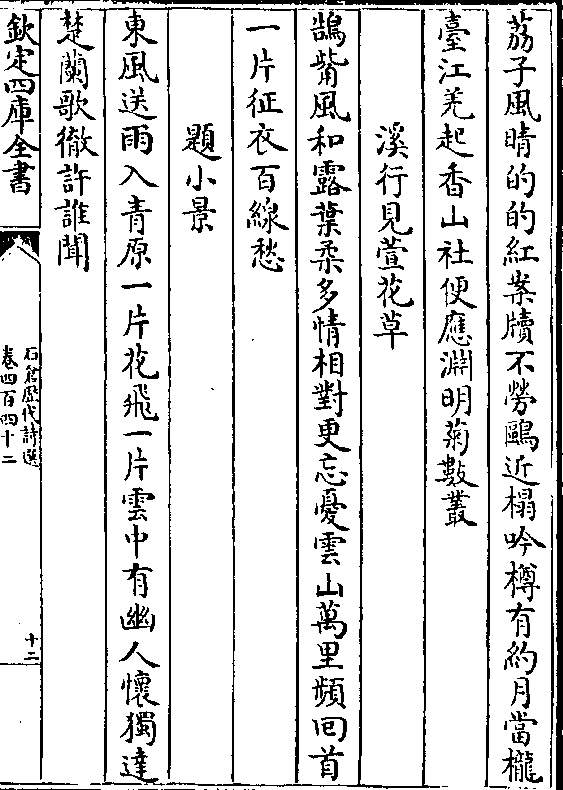 荔子風晴的的紅案牘不勞鷗近榻吟樽有約月當櫳
臺江羌起香山社便應淵明菊數叢
溪行見萱花草
鵠觜風和露葉柔多情相對更忘憂雲山萬里頻回首
一片征衣百線愁
題小景
東風送雨入青原一片花飛一片雲中有幽人懷獨達
楚蘭歌徹許誰聞
欽定四庫全書
石倉歷代詩選
卷四百四十二
十二